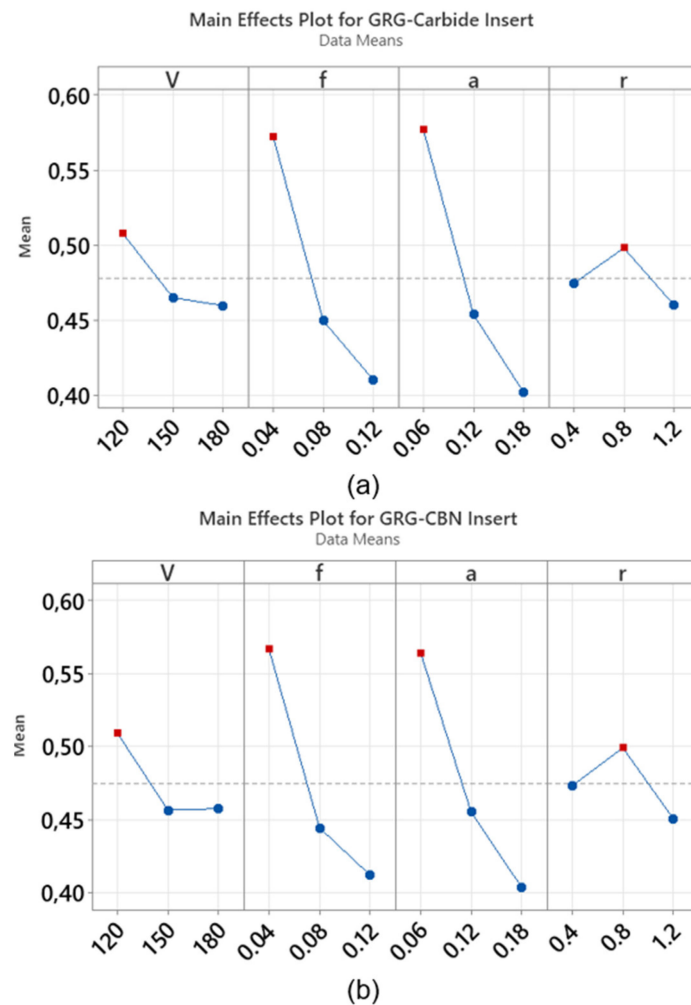 Main Effects Plot for GRG-Carbide Insert
Data Means
V f a r
0,60
0,55
0,50
0,45
0,40
Mean
120 150 180 0.04 0.08 0.12 0.06 0.12 0.18 0.4 0.8 1.2
(a)
Main Effects Plot for GRG-CBN Insert
Data Means
V f a r
0,60
0,55
0,50
0,45
0,40
Mean
120 150 180 0.04 0.08 0.12 0.06 0.12 0.18 0.4 0.8 1.2
(b)